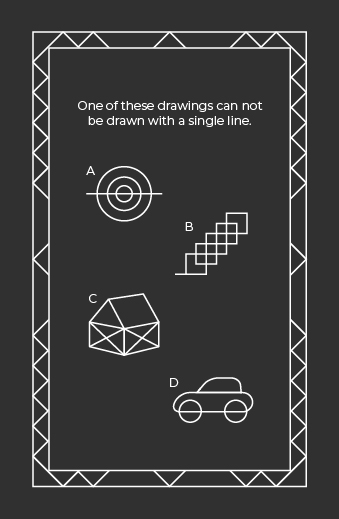 One of these drawings can not
be drawn with a single line.
A
B
C
D